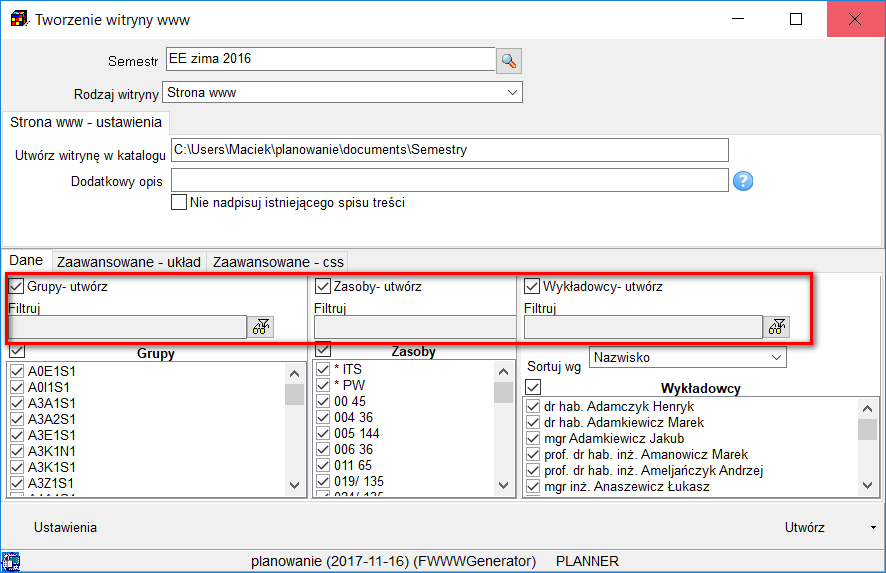 Tworzenie witryny www
Semestr EE zima 2016
Rodzaj witryny Strona www
Strona www - ustawienia
Utwórz witrynę w katalogu C:\Users\Maciek\planowanie\documents\Semestry
Dodatkowy opis
Nie nadpisuj istniejącego spisu treści
Dane Zaawansowane - układ Zaawansowane - css
Grupy- utwórz Zasoby- utwórz Wykładowcy- utwórz
Filtruj Filtruj Filtruj
Grupy
A0E1S1
A0I1S1
A3A1S1
A3A2S1
A3E1S1
A3K1N1
A3K1S1
A3Z1S1
Zasoby
* ITS
* PW
00 45
004 36
005 144
006 36
011 65
019/ 135
Sortuj wg Nazwisko
Wykładowcy
dr hab. Adamczyk Henryk
dr hab. Adamkiewicz Marek
mgr Adamkiewicz Jakub
prof. dr hab. inż. Amanowicz Marek
prof. dr hab. inż. Ameljańczyk Andrzej
mgr inż. Anaszewicz Łukasz
Ustawienia Utwórz
planowanie (2017-11-16) (FWWWGenerator) PLANNER